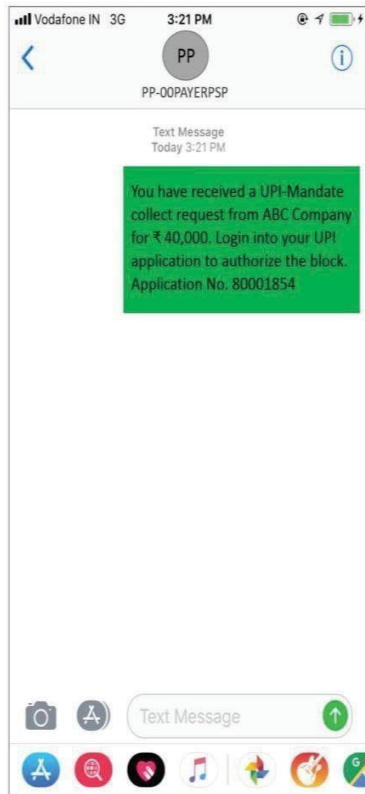 Vodafone IN 3G 3:21 PM
PP
PP-00PAYERPSP
Text Message
Today 3:21 PM
You have received a UPI-Mandate
collect request from ABC Company
for ₹ 40,000. Login into your UPI
application to authorize the block.
Application No. 80001854
Text Message
G